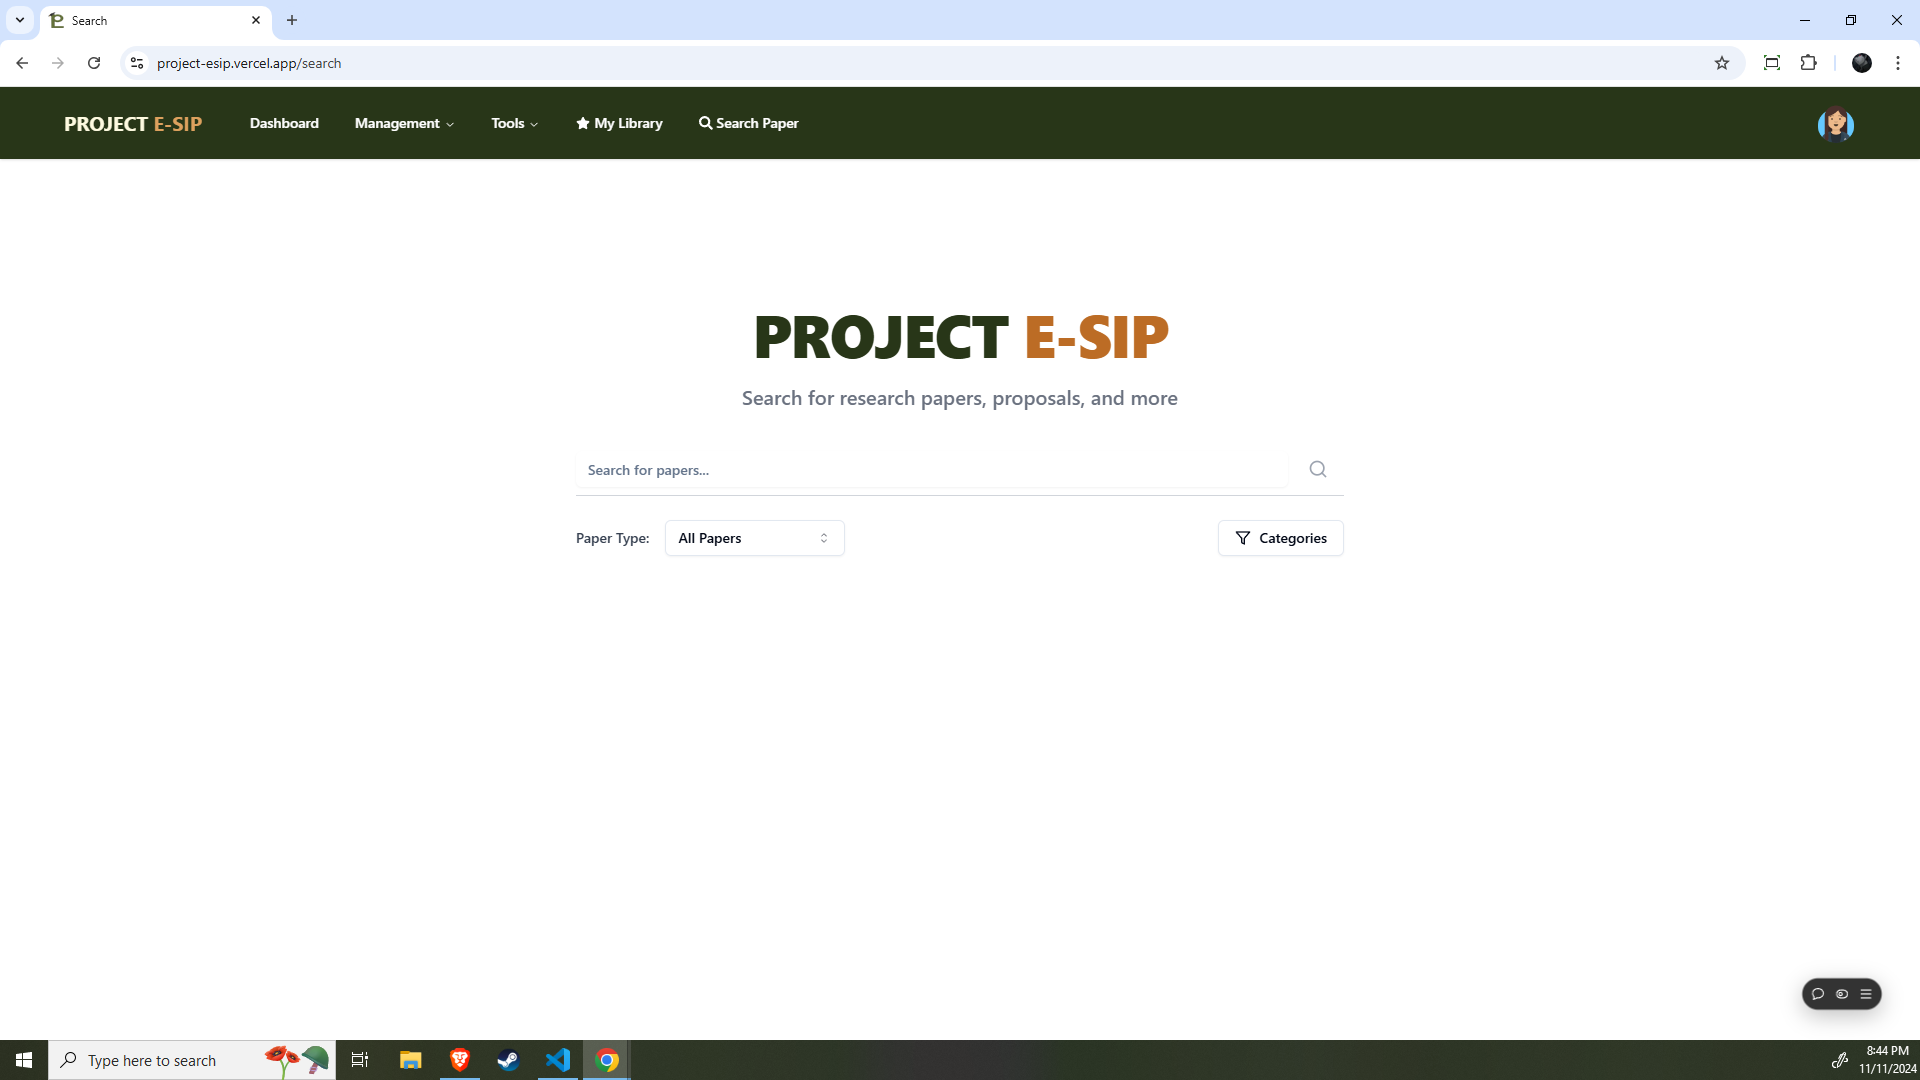 Search
project-esip.vercel.app/search
PROJECT E-SIP
Dashboard
Management
Tools
My Library
Search Paper
PROJECT E-SIP
Search for research papers, proposals, and more
Search for papers...
Paper Type:
All Papers
Categories
Type here to search
8:44 PM
11/11/2024